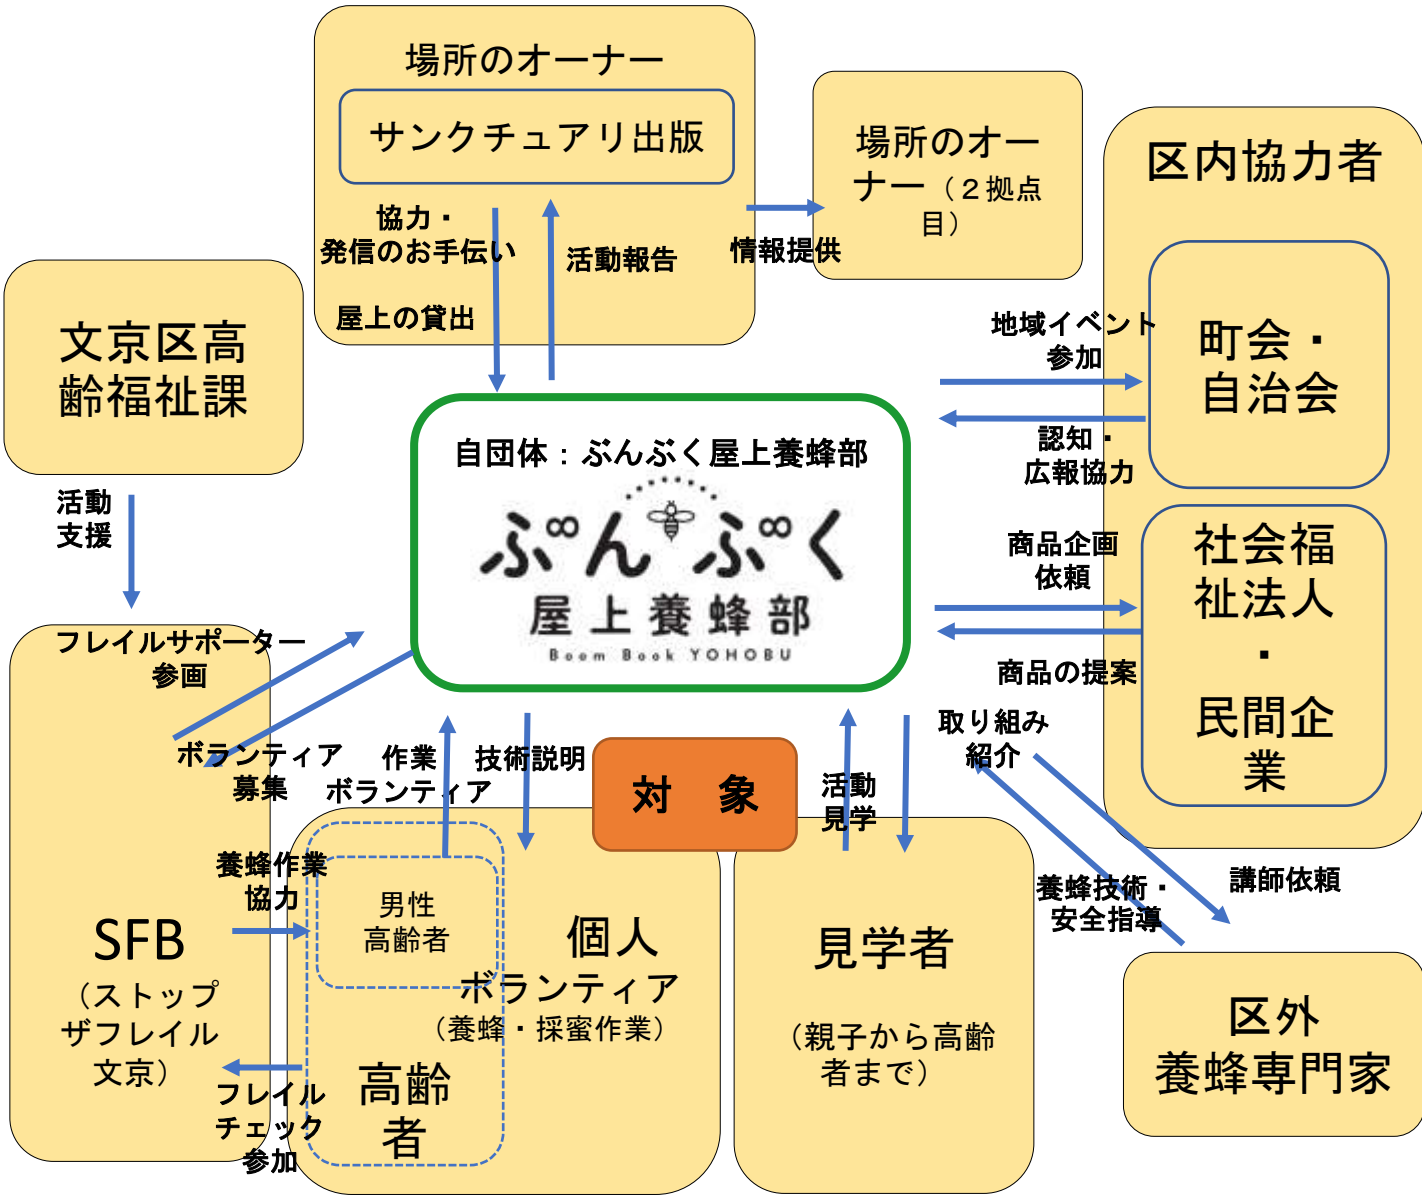 場所のオーナー
サンクチュアリ出版
協力・
発信のお手伝い
活動報告
屋上の貸出
情報提供
場所のオー
ナー（２拠点
目）
区内協力者
町会・
自治会
地域イベント
参加
認知・
広報協力
社会福
祉法人
・
民間企
業
商品企画
依頼
商品の提案
文京区高
齢福祉課
活動
支援
自団体：ぶんぶく屋上養蜂部
ぶんぶく
屋上養蜂部
Boom Book YOHOBU
フレイルサポーター
参画
ボランティア
募集
作業
ボランティア
技術説明
対　象
活動
見学
取り組み
紹介
養蜂技術・
安全指導
講師依頼
養蜂作業
協力
SFB
（ストップ
ザフレイル
文京）
フレイル
チェック
参加
男性
高齢者
個人
ボランティア
（養蜂・採蜜作業）
高齢
者
見学者
（親子から高齢
者まで）
区外
養蜂専門家